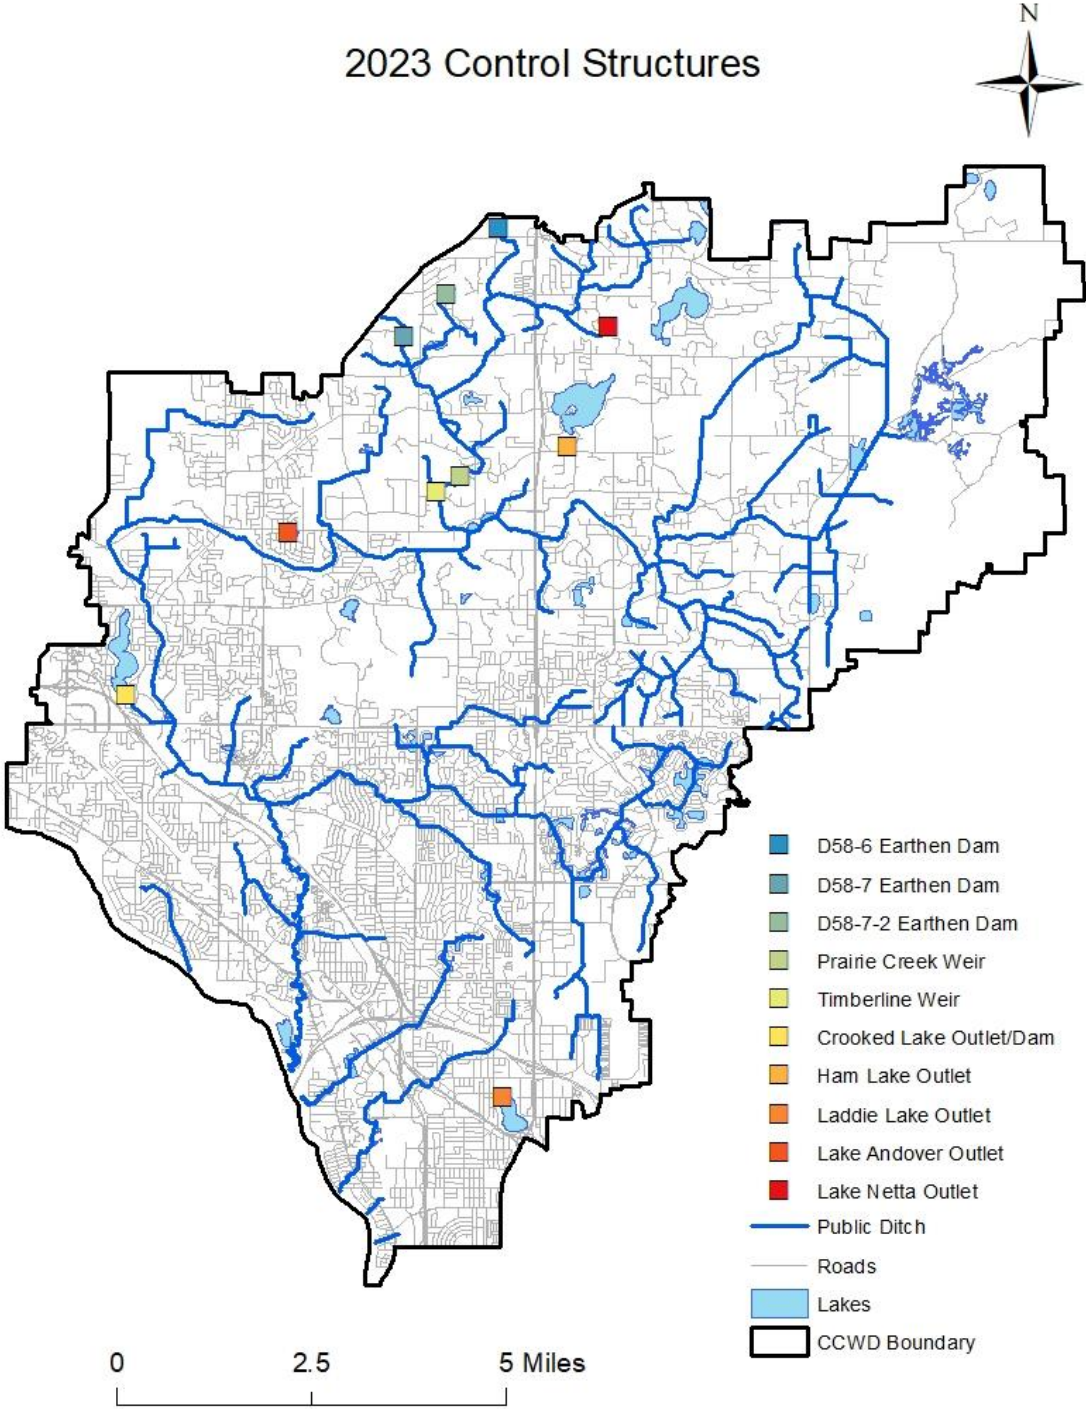 N
2023 Control Structures
D58-6 Earthen Dam
D58-7 Earthen Dam
D58-7-2 Earthen Dam
Prairie Creek Weir
Timberline Weir
Crooked Lake Outlet/Dam
Ham Lake Outlet
Laddie Lake Outlet
Lake Andover Outlet
Lake Netta Outlet
Public Ditch
Roads
Lakes
CCWD Boundary
0 2.5 5 Miles